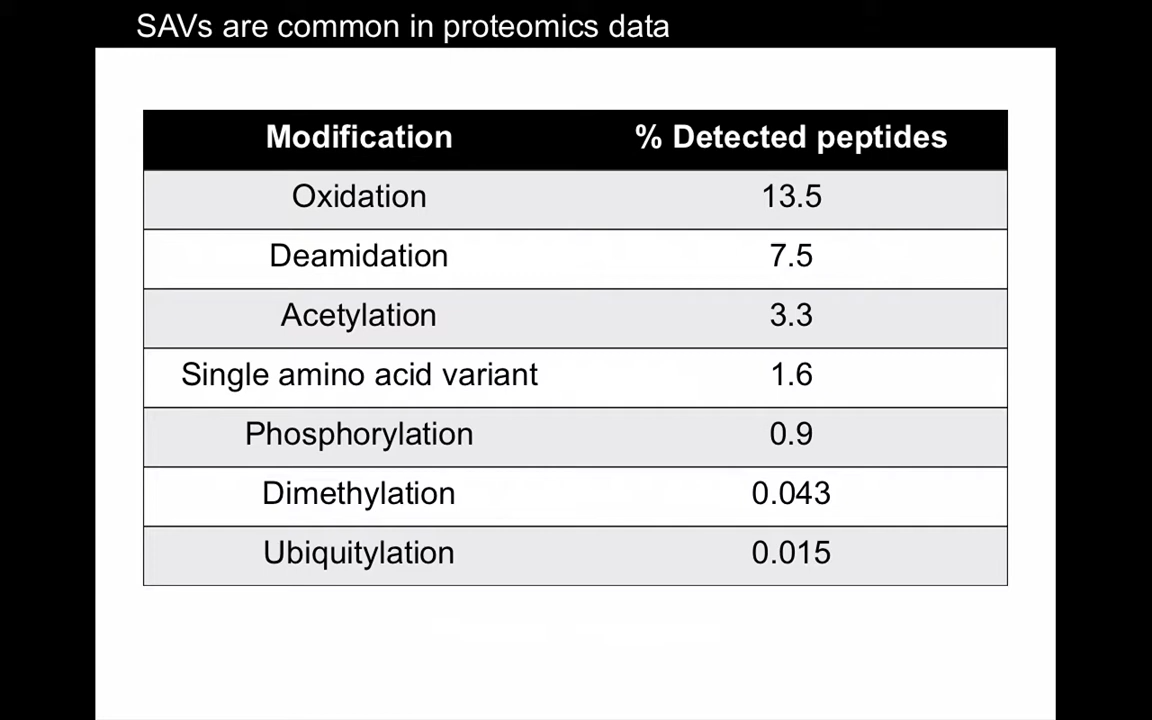 SAVs are common in proteomics data
Modification % Detected peptides
Oxidation 13.5
Deamidation 7.5
Acetylation 3.3
Single amino acid variant 1.6
Phosphorylation 0.9
Dimethylation 0.043
Ubiquitylation 0.015